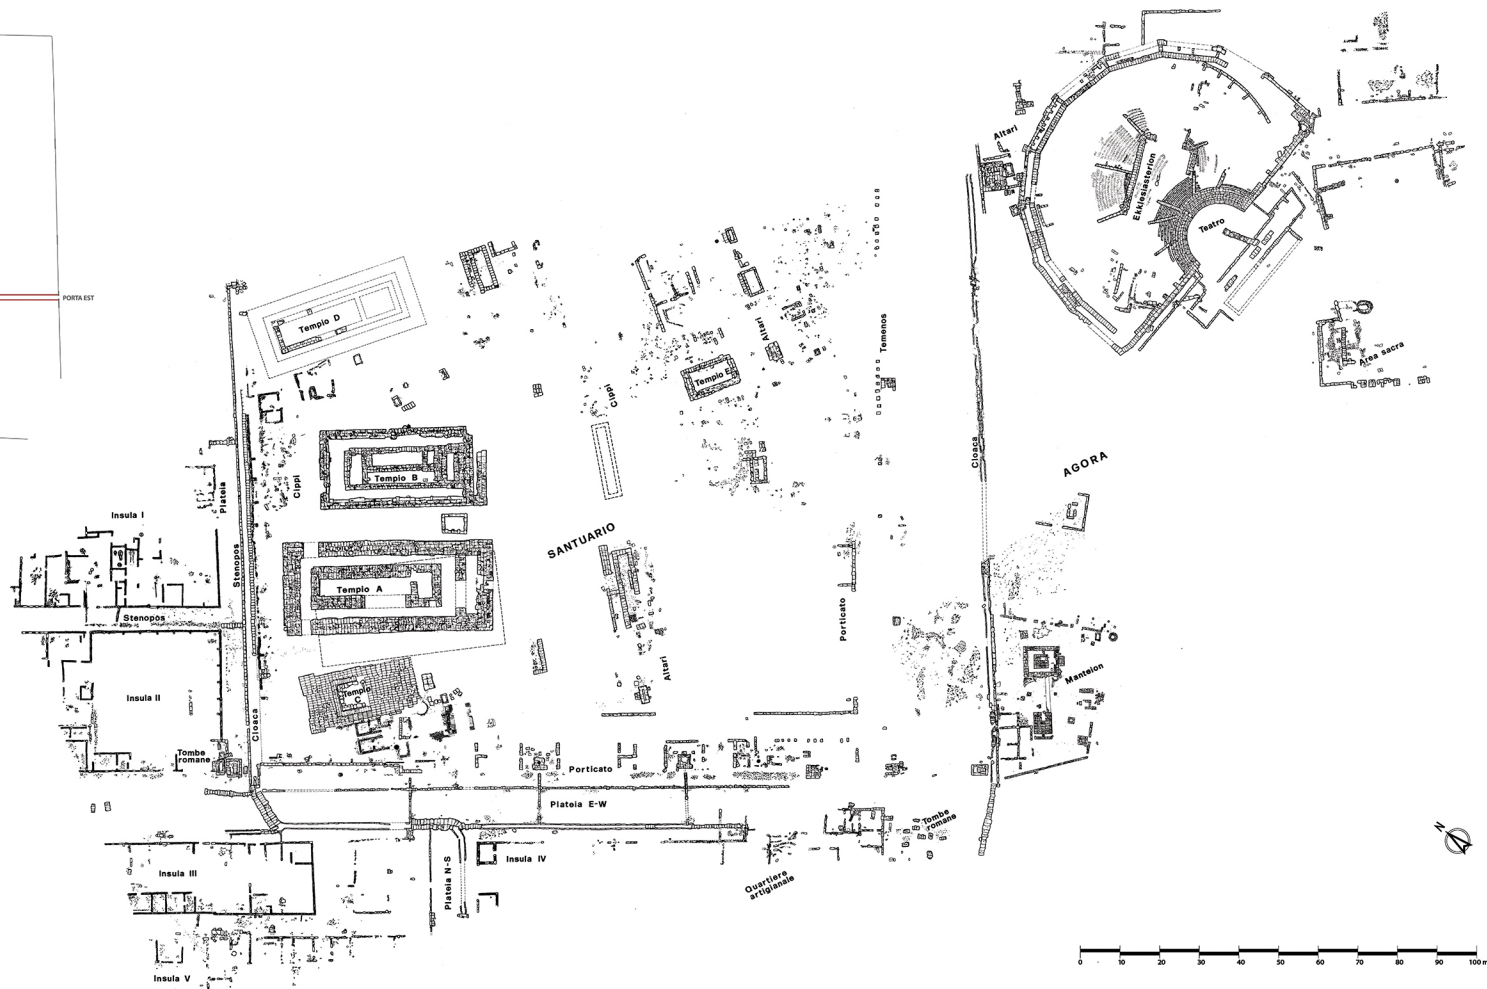 Altari
Ekklesiasterion
Teatro
PORTA EST
Tempio D
Altari
Temenos
Tempio E
Area sacra
Cippi
Cloaca
AGORA
Tempio B
Cippi
Plateia
Insula I
SANTUARIO
Stenopos
Tempio A
Stenopos
Porticato
Altari
Manteion
Tempio
C
Insula II
Cloaca
Tombe
romane
Porticato
Plateia E-W
Tombe
romane
Insula IV
Insula III
Plateia N-S
Quartiere
artigianale
N
0 10 20 30 40 50 60 70 80 90 100 m
Insula V